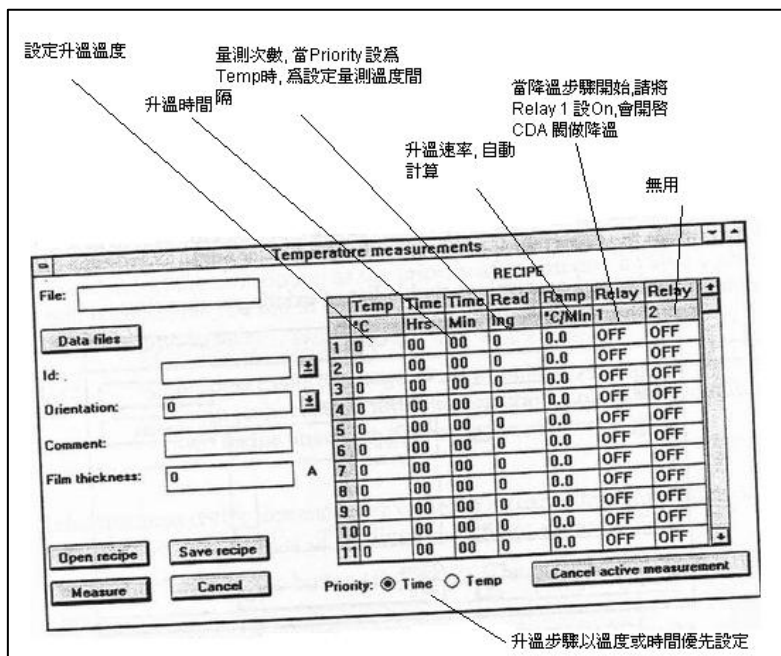 設定升溫溫度
升溫時間
量測次數, 當Priority 設爲
Temp時, 爲設定量測溫度間
隔
升溫速率, 自動
計算
當降溫步驟開始,請將
Relay 1 設On,會開啓
CDA 閥做降溫
無用
Temperature measurements
File:
Data files
Id:
Orientation: 0
Comment:
Film thickness: 0 A
Open recipe Save recipe
Measure Cancel
RECIPE
Temp Time Time Read Ramp Relay Relay
°C Hrs Min ing °C/Min 1 2
1 0 00 00 0 0.0 OFF OFF
2 0 00 00 0 0.0 OFF OFF
3 0 00 00 0 0.0 OFF OFF
4 0 00 00 0 0.0 OFF OFF
5 0 00 00 0 0.0 OFF OFF
6 0 00 00 0 0.0 OFF OFF
7 0 00 00 0 0.0 OFF OFF
8 0 00 00 0 0.0 OFF OFF
9 0 00 00 0 0.0 OFF OFF
10 0 00 00 0 0.0 OFF OFF
11 0 00 00 0 0.0 OFF OFF
Priority: Time Temp
Cancel active measurement
升溫步驟以溫度或時間優先設定